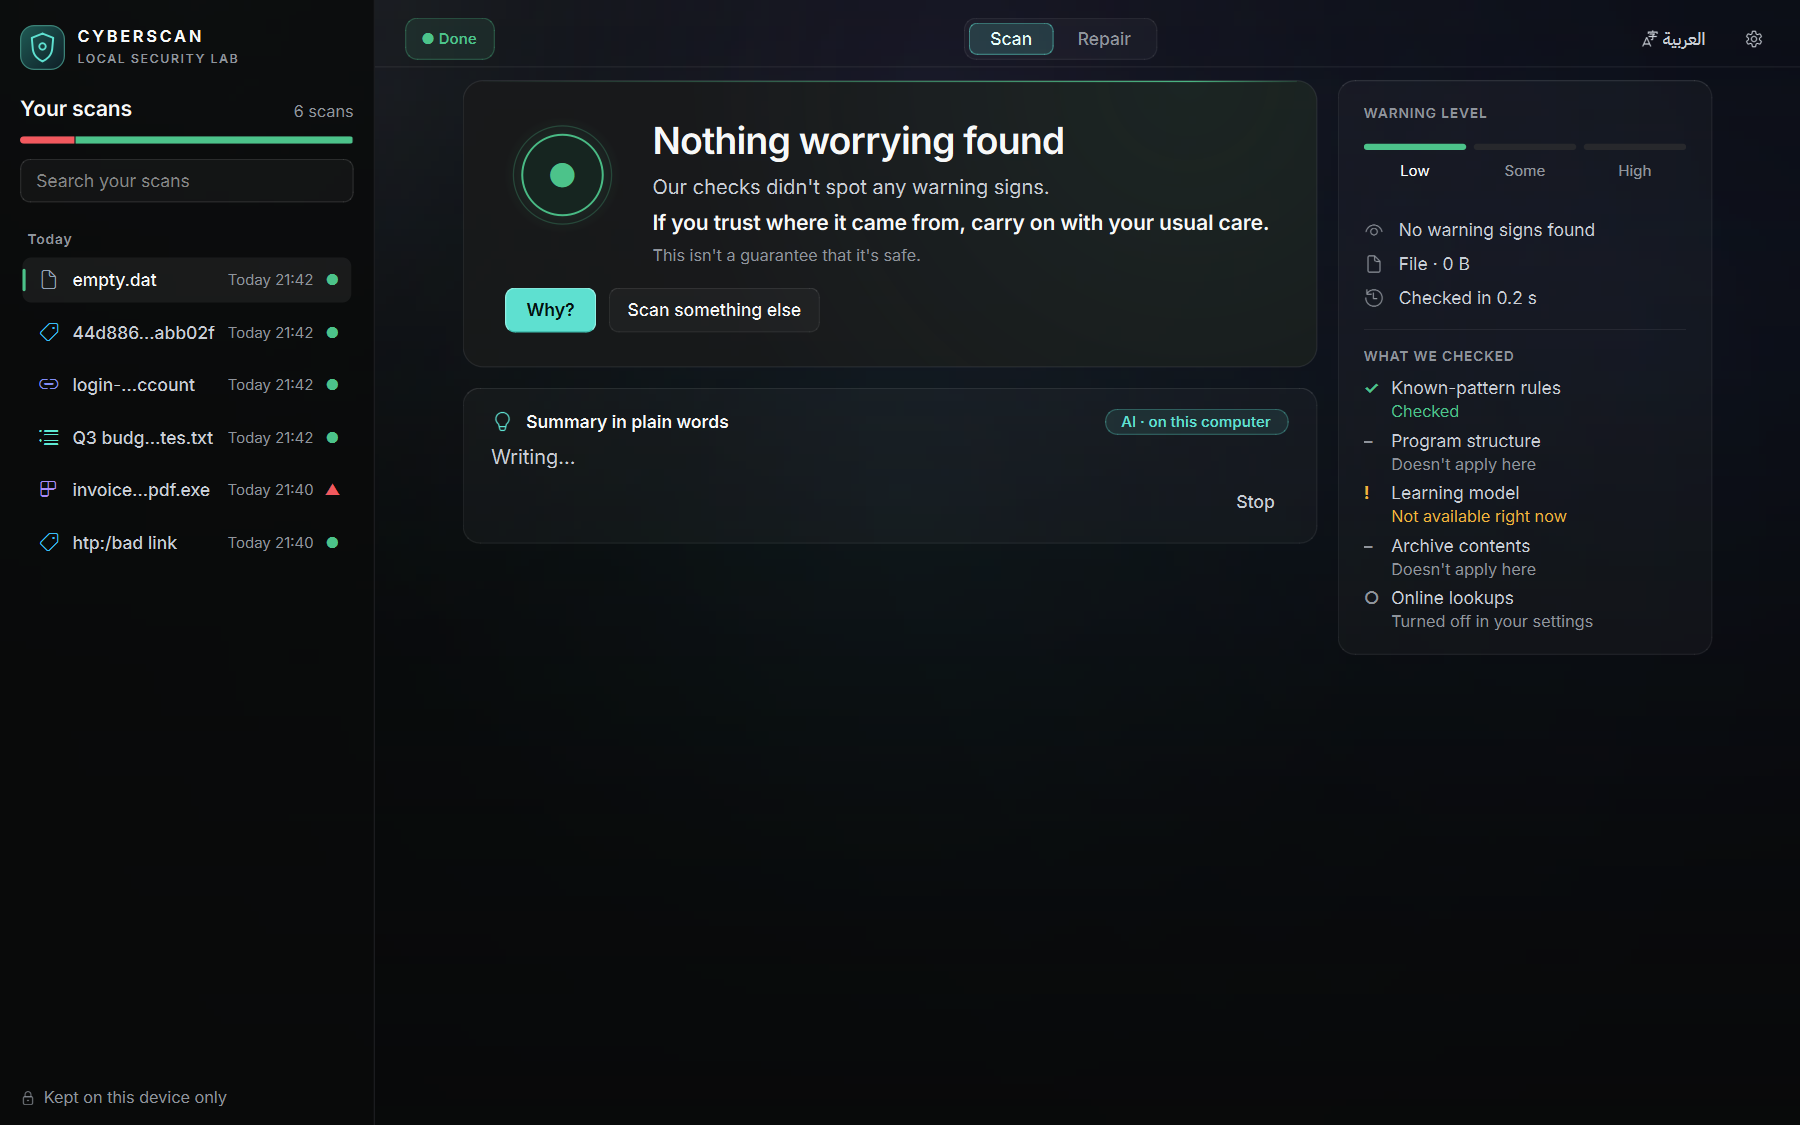 CYBERSCAN
LOCAL SECURITY LAB
Your scans
6 scans
Search your scans
Today
empty.dat Today 21:42
44d886...abb02f Today 21:42
login-...ccount Today 21:42
Q3 budg...tes.txt Today 21:42
invoice...pdf.exe Today 21:40
htp:/bad link Today 21:40
Kept on this device only
Done
Scan
Repair
العربية
Nothing worrying found
Our checks didn't spot any warning signs.
If you trust where it came from, carry on with your usual care.
This isn't a guarantee that it's safe.
Why?
Scan something else
Summary in plain words
AI · on this computer
Writing...
Stop
WARNING LEVEL
Low
Some
High
No warning signs found
File · 0 B
Checked in 0.2 s
WHAT WE CHECKED
Known-pattern rules
Checked
Program structure
Doesn't apply here
Learning model
Not available right now
Archive contents
Doesn't apply here
Online lookups
Turned off in your settings